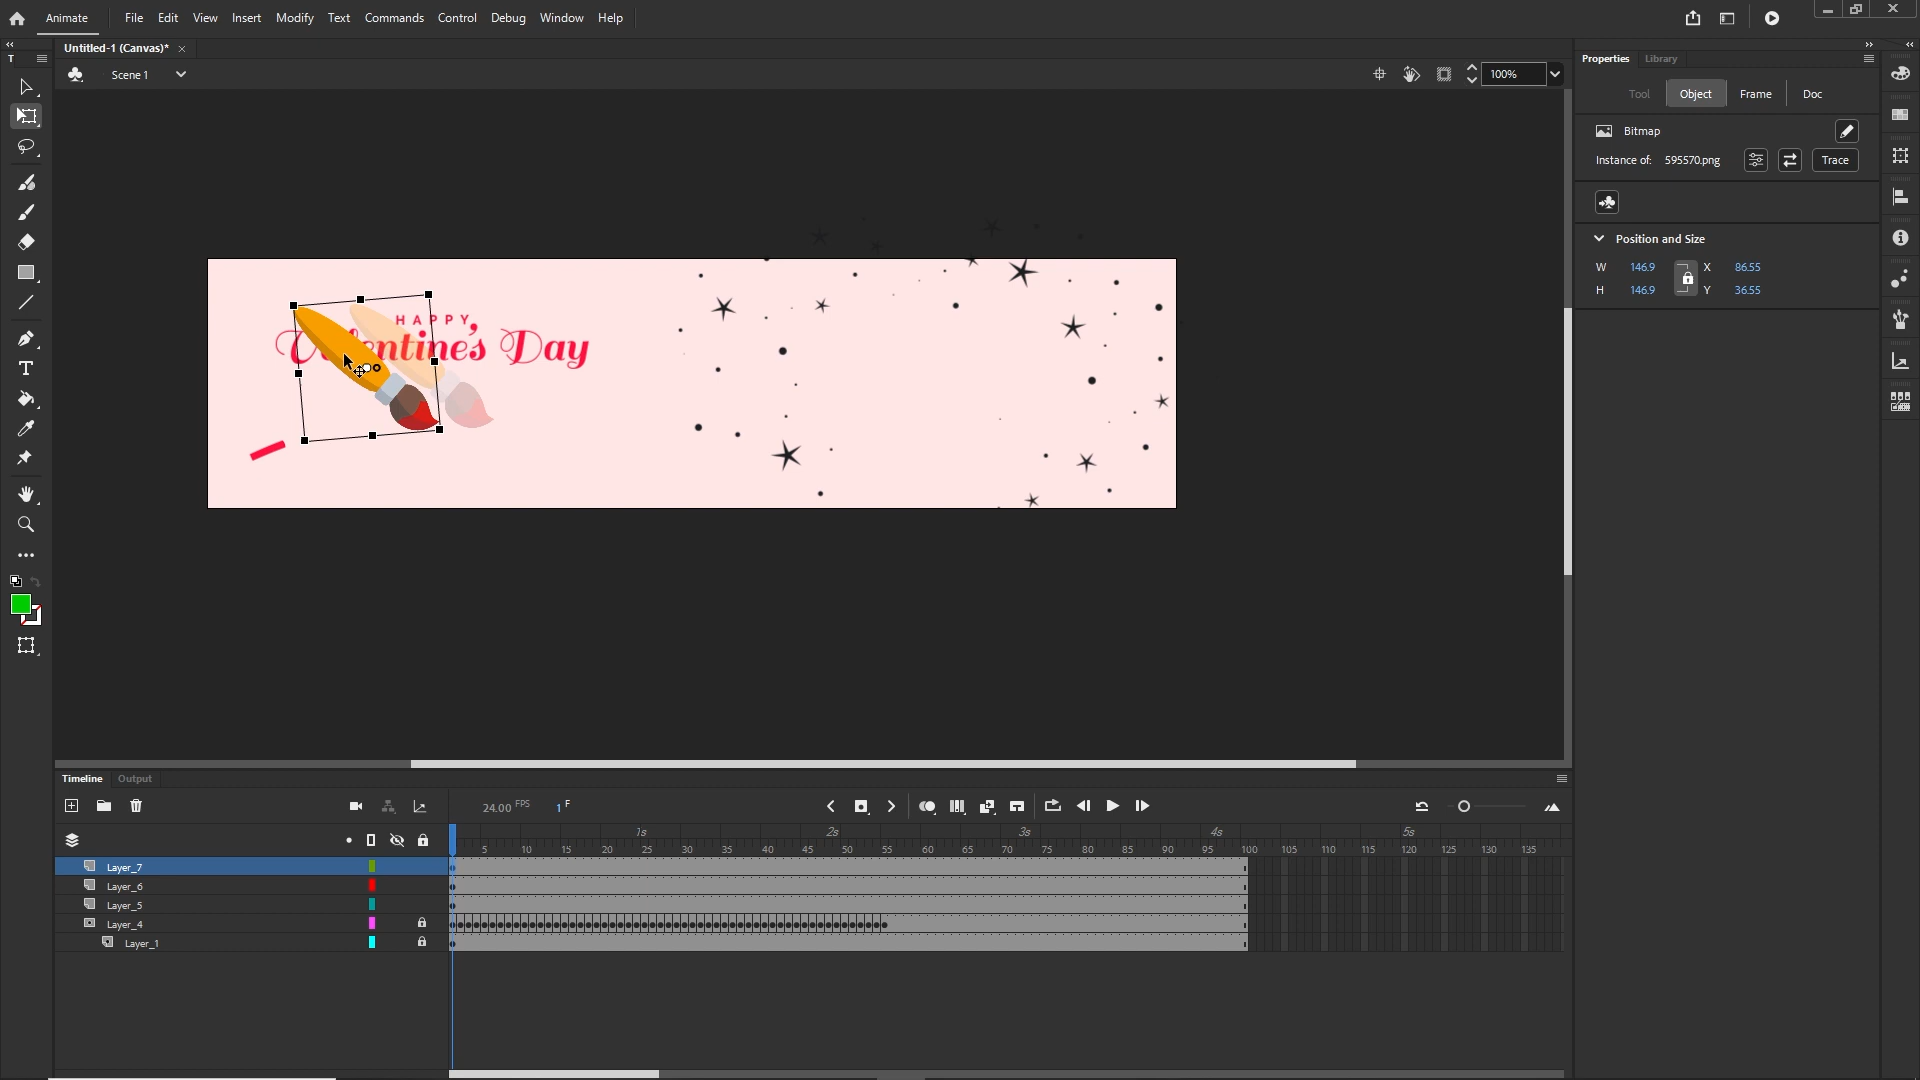 Animate File Edit View Insert Modify Text Commands Control Debug Window Help
Untitled-1 (Canvas)*
T
Scene 1
100%
Properties Library
Tool Object Frame Doc
Bitmap
Instance of: 595570.png Trace
Position and Size
W 146.9 X 86.55
H 146.9 Y 36.55
HAPPY
Valentine's Day
Timeline Output
24.00 FPS 1 F
1s 2s 3s 4s 5s
5 10 15 20 25 30 35 40 45 50 55 60 65 70 75 80 85 90 95 100 105 110 115 120 125 130 135
Layer_7
Layer_6
Layer_5
Layer_4
Layer_1